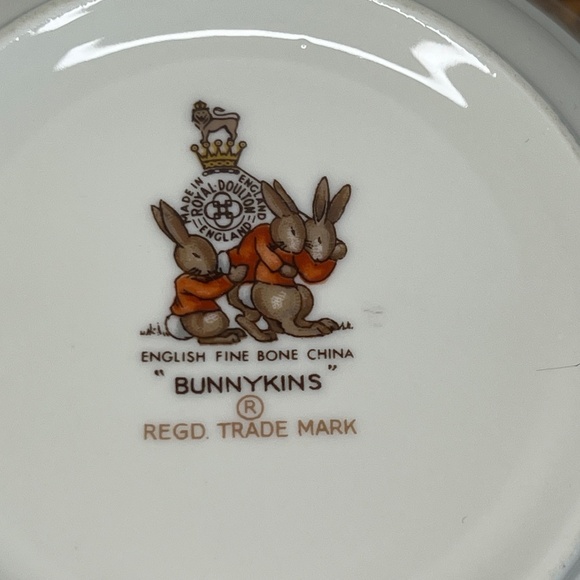 MADE IN ENGLAND
ROYAL·DOULTON
ENGLAND
ENGLISH FINE BONE CHINA
"BUNNYKINS"
®
REGD. TRADE MARK